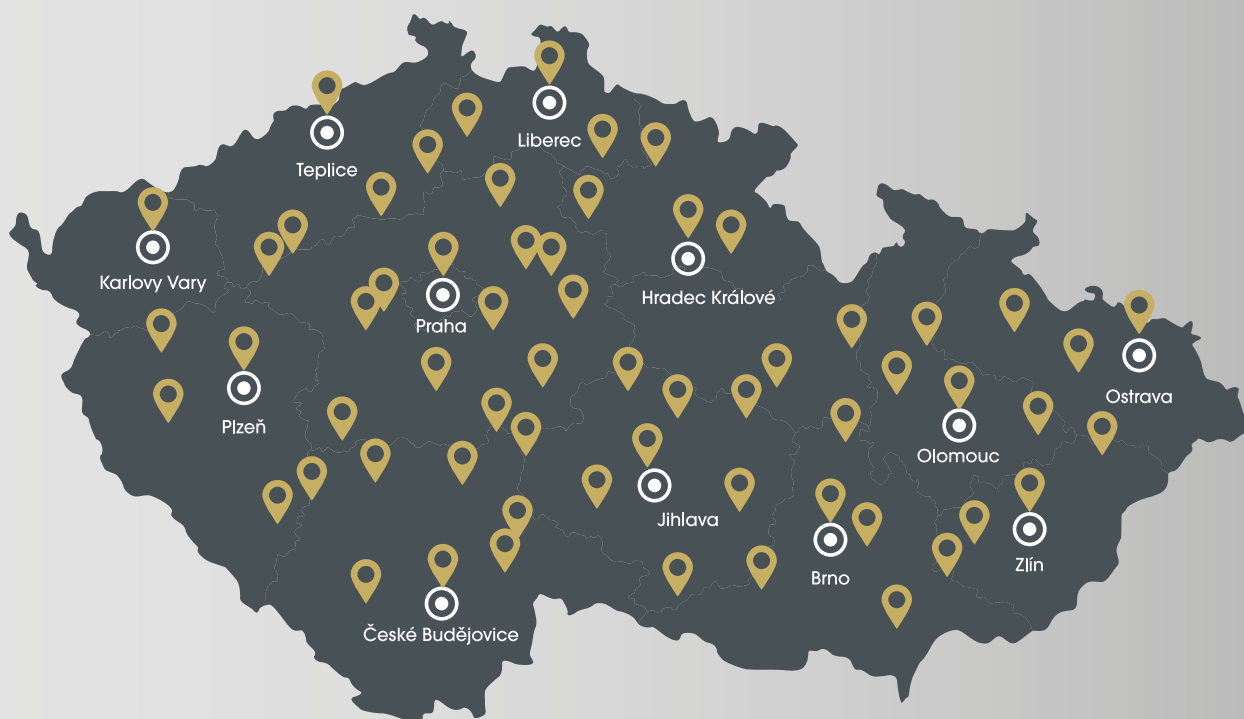 Liberec
Teplice
Karlovy Vary
Hradec Králové
Praha
Ostrava
Plzeň
Olomouc
Jihlava
Zlín
Brno
České Budějovice